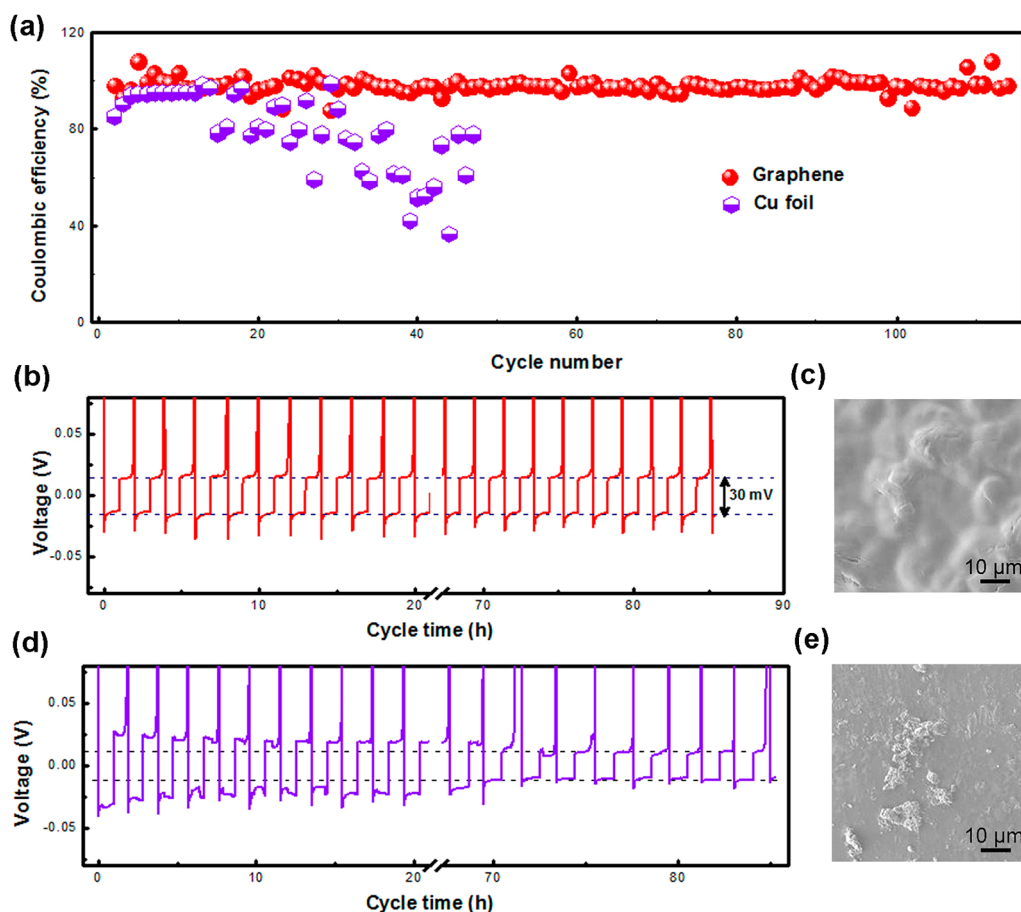 (a)
120
80
40
0
Coulombic efficiency (%)
Graphene
Cu foil
0 20 40 60 80 100
Cycle number
(b)
0.05
0.00
-0.05
Voltage (V)
30 mV
0 10 20 70 80 90
Cycle time (h)
(c)
10 µm
(d)
0.05
0.00
-0.05
Voltage (V)
0 10 20 60 80
Cycle time (h)
(e)
10 µm